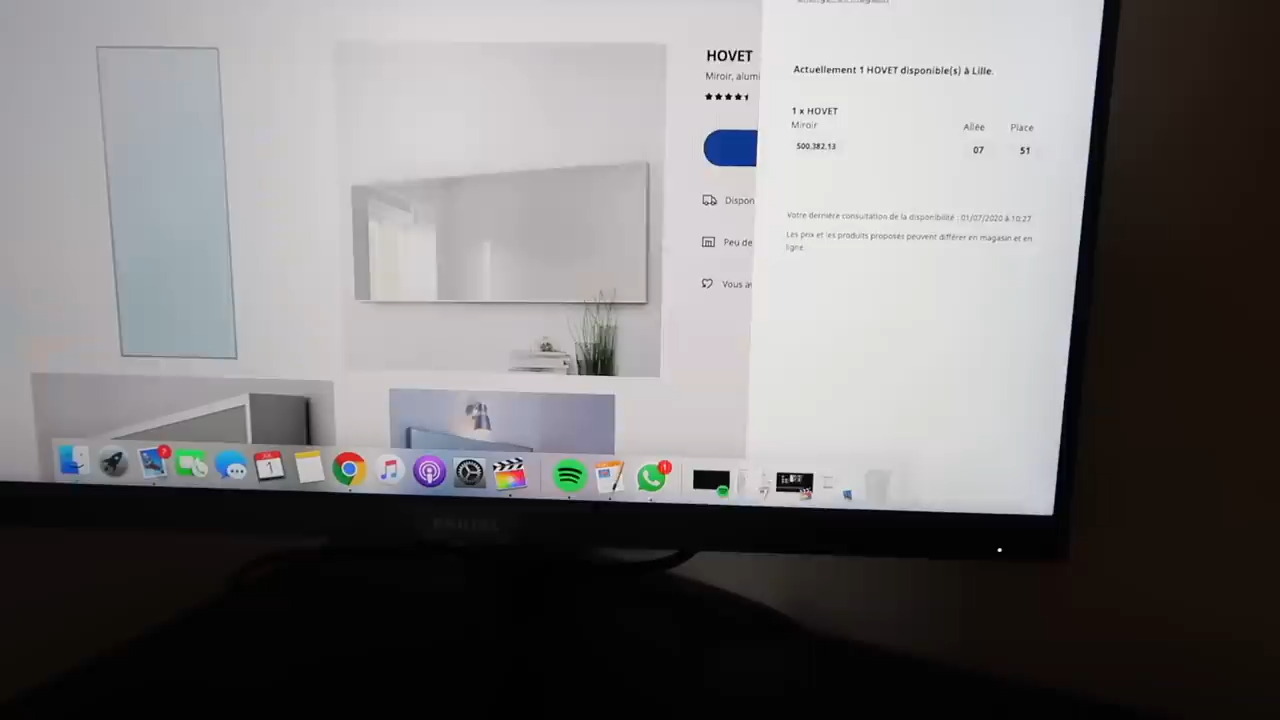 HOVET
Miroir, alumi
Dispon
Peu de
Vous a
Actuellement 1 HOVET disponible(s) à Lille.
1 x HOVET
Miroir
500.382.13
Allée
Place
07
51
Votre dernière consultation de la disponibilité : 01/07/2020 à 10:27
Les prix et les produits proposés peuvent différer en magasin et en
ligne.
1
PHILIPS